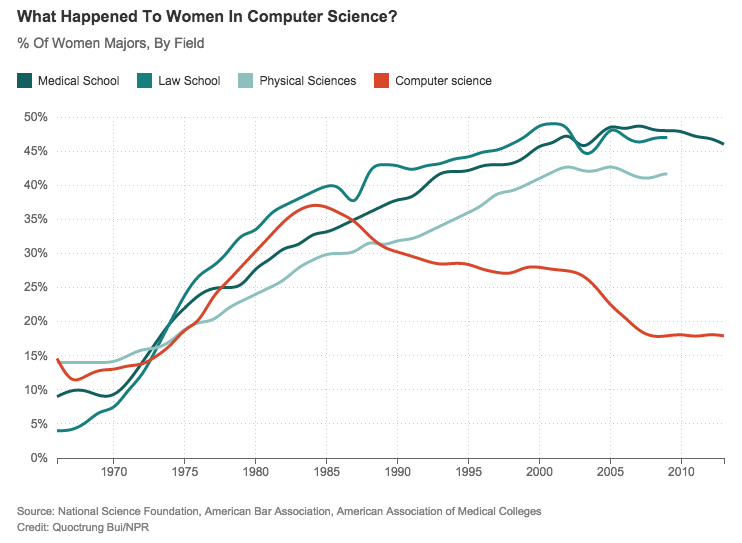 What Happened To Women In Computer Science?
% Of Women Majors, By Field
Medical School Law School Physical Sciences Computer science
50%
45%
40%
35%
30%
25%
20%
15%
10%
5%
0%
1970 1975 1980 1985 1990 1995 2000 2005 2010
Source: National Science Foundation, American Bar Association, American Association of Medical Colleges
Credit: Quoctrung Bui/NPR